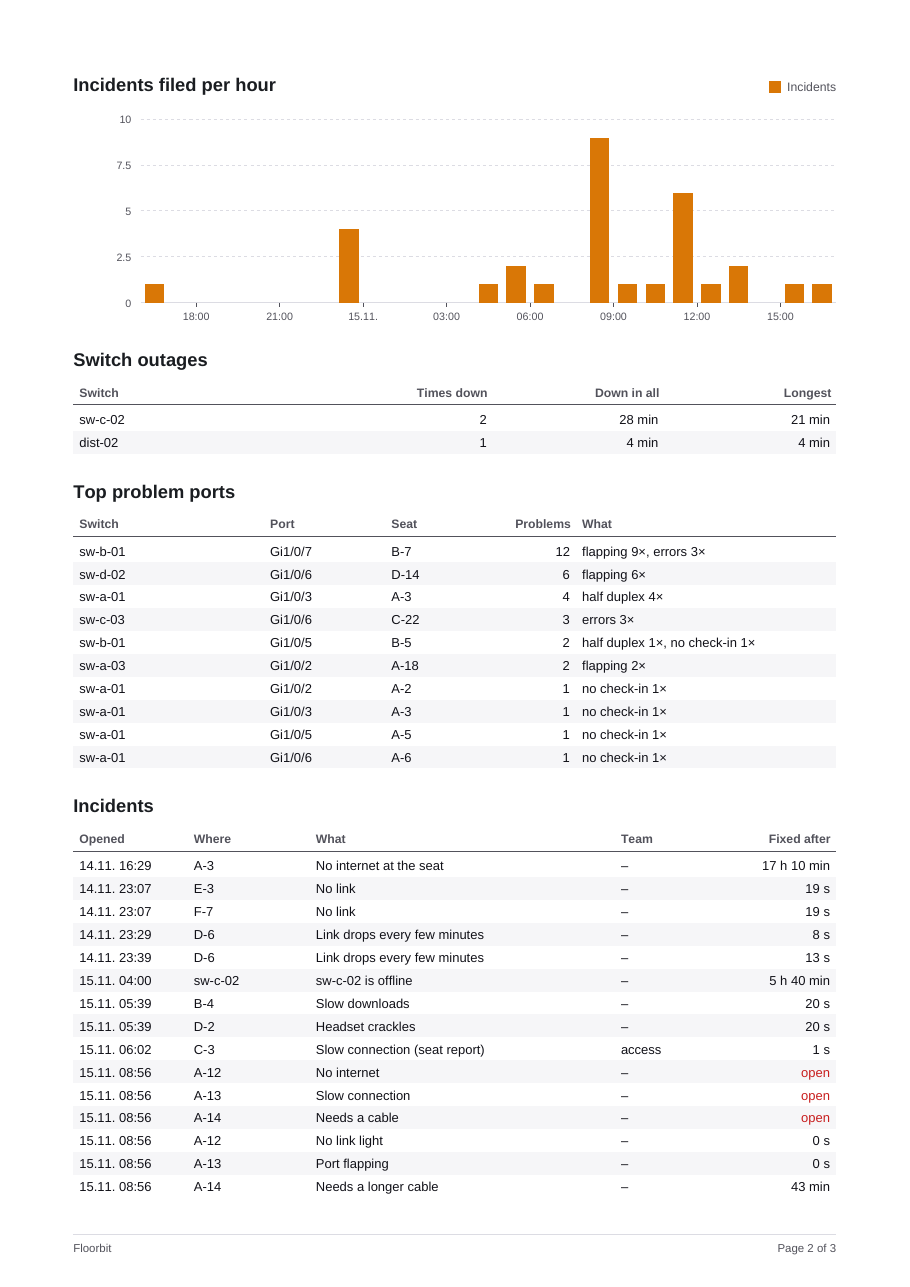 Incidents filed per hour
Incidents
10
7.5
5
2.5
0
18:00 21:00 15.11. 03:00 06:00 09:00 12:00 15:00
Switch outages
Switch Times down Down in all Longest
sw-c-02 2 28 min 21 min
dist-02 1 4 min 4 min
Top problem ports
Switch Port Seat Problems What
sw-b-01 Gi1/0/7 B-7 12 flapping 9×, errors 3×
sw-d-02 Gi1/0/6 D-14 6 flapping 6×
sw-a-01 Gi1/0/3 A-3 4 half duplex 4×
sw-c-03 Gi1/0/6 C-22 3 errors 3×
sw-b-01 Gi1/0/5 B-5 2 half duplex 1×, no check-in 1×
sw-a-03 Gi1/0/2 A-18 2 flapping 2×
sw-a-01 Gi1/0/2 A-2 1 no check-in 1×
sw-a-01 Gi1/0/3 A-3 1 no check-in 1×
sw-a-01 Gi1/0/5 A-5 1 no check-in 1×
sw-a-01 Gi1/0/6 A-6 1 no check-in 1×
Incidents
Opened Where What Team Fixed after
14.11. 16:29 A-3 No internet at the seat – 17 h 10 min
14.11. 23:07 E-3 No link – 19 s
14.11. 23:07 F-7 No link – 19 s
14.11. 23:29 D-6 Link drops every few minutes – 8 s
14.11. 23:39 D-6 Link drops every few minutes – 13 s
15.11. 04:00 sw-c-02 sw-c-02 is offline – 5 h 40 min
15.11. 05:39 B-4 Slow downloads – 20 s
15.11. 05:39 D-2 Headset crackles – 20 s
15.11. 06:02 C-3 Slow connection (seat report) access 1 s
15.11. 08:56 A-12 No internet – open
15.11. 08:56 A-13 Slow connection – open
15.11. 08:56 A-14 Needs a cable – open
15.11. 08:56 A-12 No link light – 0 s
15.11. 08:56 A-13 Port flapping – 0 s
15.11. 08:56 A-14 Needs a longer cable – 43 min
Floorbit Page 2 of 3